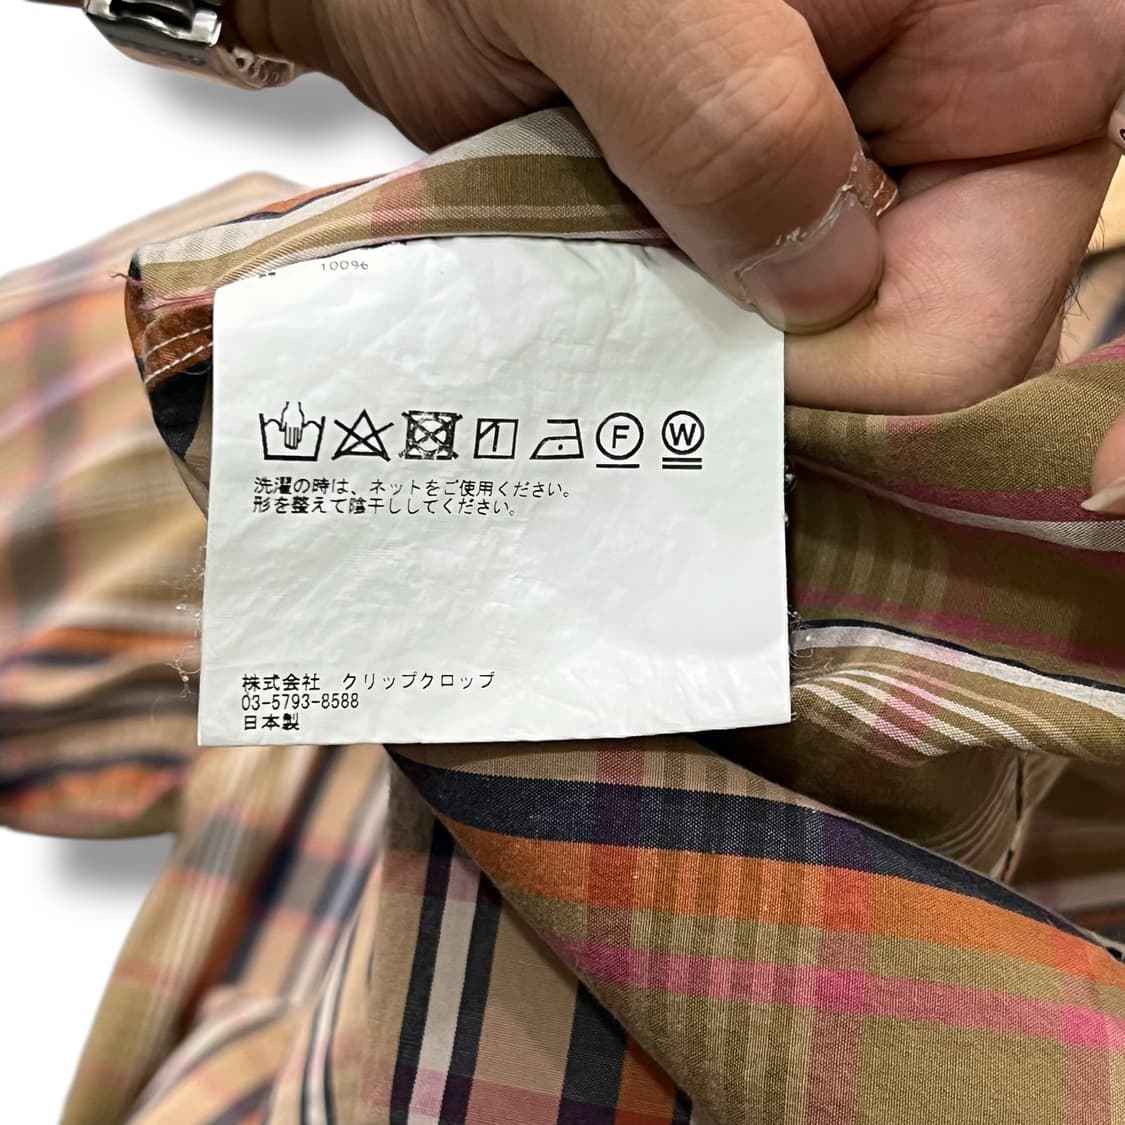 10096
F W
洗濯の時は、ネットをご使用ください。
形を整えて陰干ししてください。
株式会社 クリップクロップ
03-5793-8588
日本製